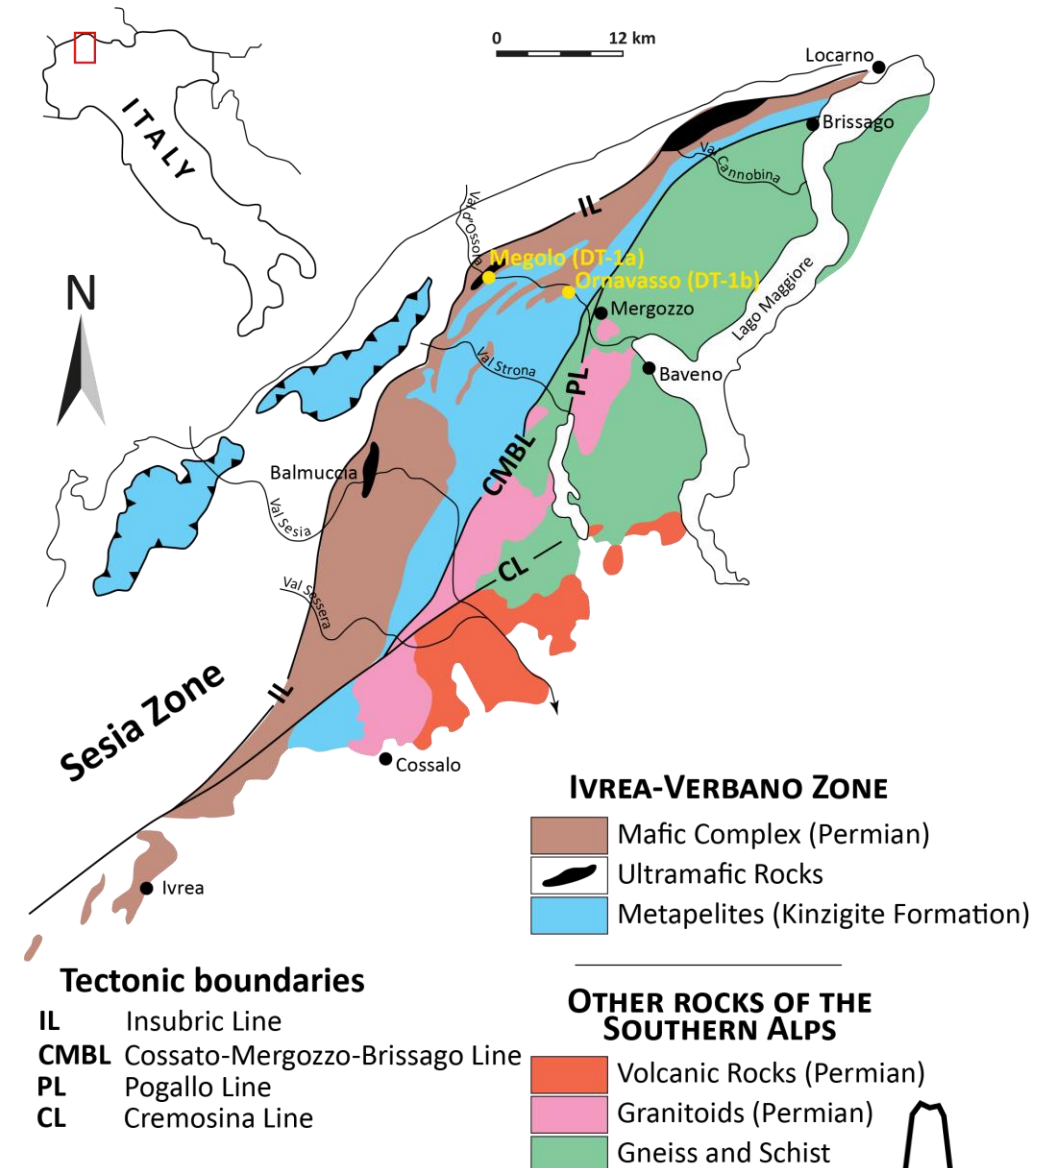 0 12 km
Locarno
ITALY
Brissago
Val Cannobina
Val d'Ossola
IL
Megolo (DT-1a)
Ornavasso (DT-1b)
N
Mergozzo
Lago Maggiore
Val Strona
PL
Baveno
CMBL
Balmuccia
Val Sesia
CL
Val Sessera
Sesia Zone
IL
Cossalo
Ivrea
IVREA-VERBANO ZONE
Mafic Complex (Permian)
Ultramafic Rocks
Metapelites (Kinzigite Formation)
Tectonic boundaries
IL Insubric Line
CMBL Cossato-Mergozzo-Brissago Line
PL Pogallo Line
CL Cremosina Line
OTHER ROCKS OF THE
SOUTHERN ALPS
Volcanic Rocks (Permian)
Granitoids (Permian)
Gneiss and Schist